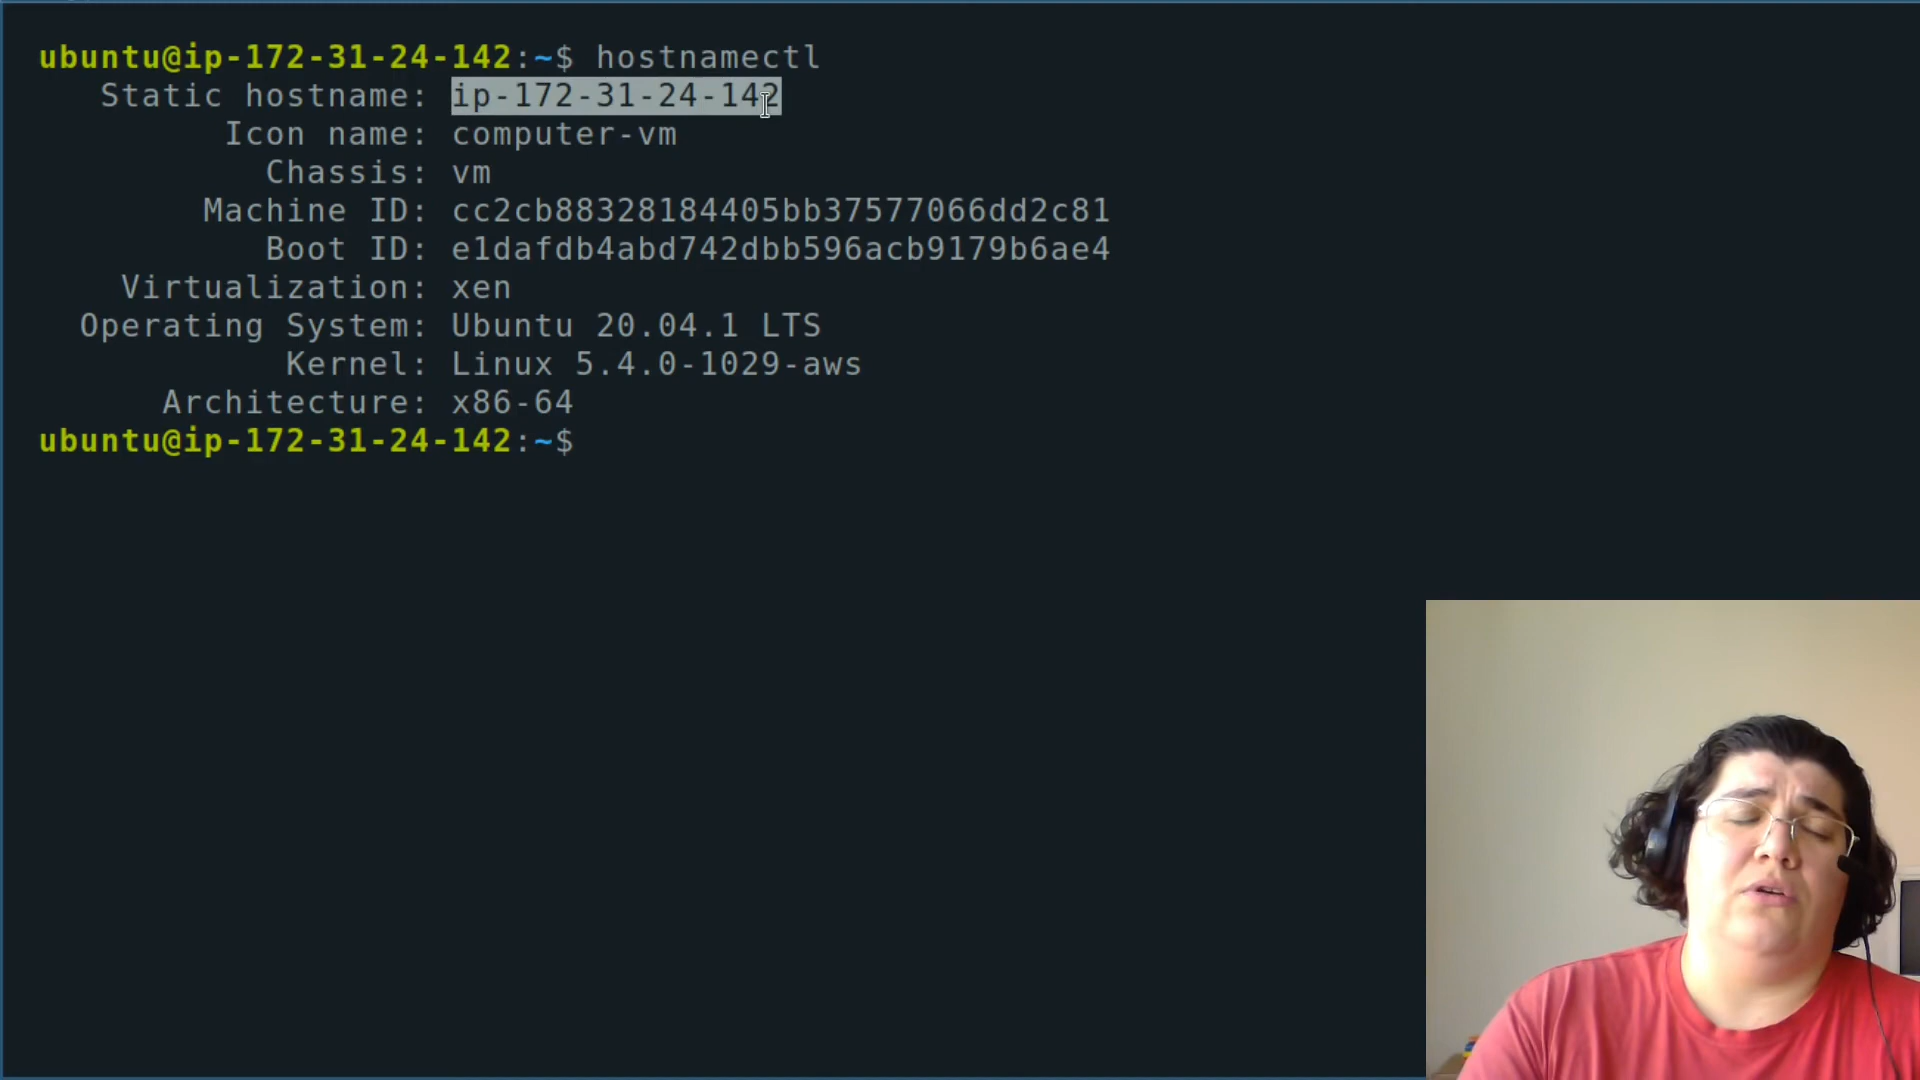 ubuntu@ip-172-31-24-142:~$ hostnamectl
Static hostname: ip-172-31-24-142
Icon name: computer-vm
Chassis: vm
Machine ID: cc2cb88328184405bb37577066dd2c81
Boot ID: e1dafdb4abd742dbb596acb9179b6ae4
Virtualization: xen
Operating System: Ubuntu 20.04.1 LTS
Kernel: Linux 5.4.0-1029-aws
Architecture: x86-64
ubuntu@ip-172-31-24-142:~$